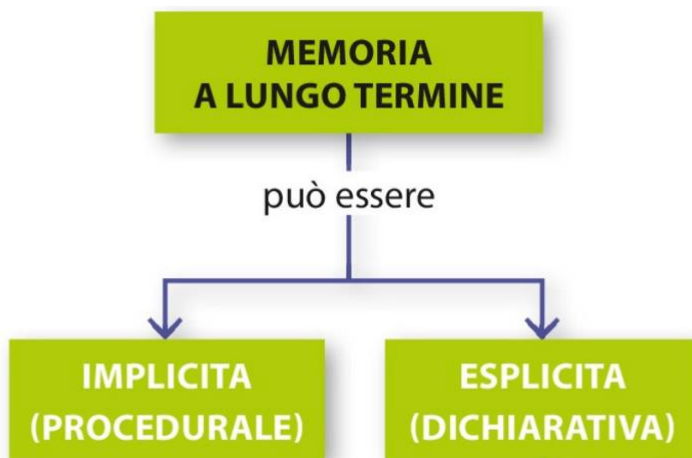 MEMORIA
A LUNGO TERMINE
può essere
IMPLICITA
(PROCEDURALE)
ESPLICITA
(DICHIARATIVA)